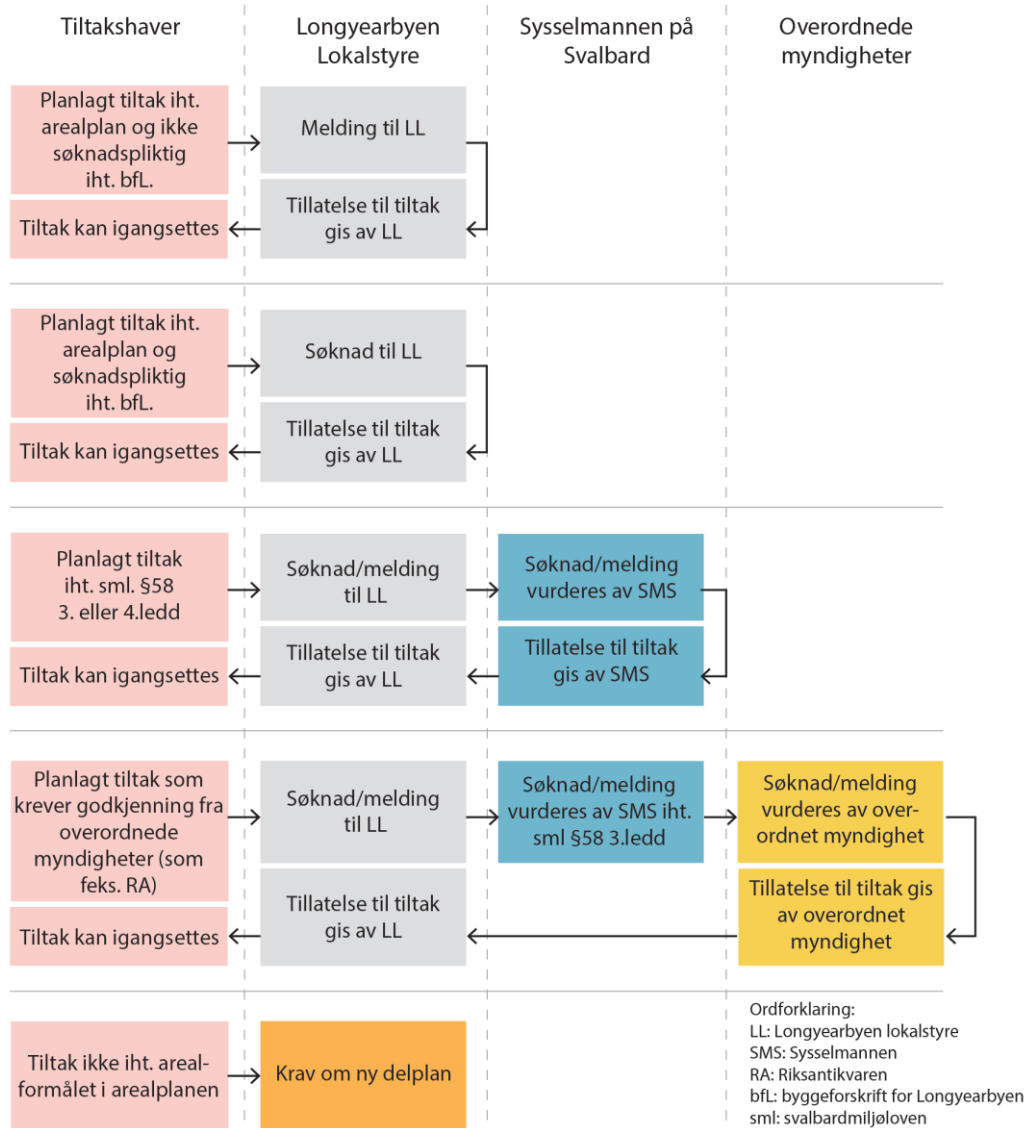 Tiltakshaver
Longyearbyen
Lokalstyre
Sysselmannen på
Svalbard
Overordnede
myndigheter
Planlagt tiltak iht.
arealplan og ikke
søknadspliktig
iht. bfL.
Melding til LL
Tillatelse til tiltak
gis av LL
Tiltak kan igangsettes
Planlagt tiltak iht.
arealplan og
søknadspliktig
iht. bfL.
Søknad til LL
Tillatelse til tiltak
gis av LL
Tiltak kan igangsettes
Planlagt tiltak
iht. sml. §58
3. eller 4.ledd
Søknad/melding
til LL
Søknad/melding
vurderes av SMS
Tillatelse til tiltak
gis av SMS
Tillatelse til tiltak
gis av LL
Tiltak kan igangsettes
Planlagt tiltak som
krever godkjenning fra
overordnede
myndigheter (som
feks. RA)
Søknad/melding
til LL
Søknad/melding
vurderes av SMS iht.
sml §58 3.ledd
Søknad/melding
vurderes av over-
ordnet myndighet
Tillatelse til tiltak gis
av overordnet
myndighet
Tillatelse til tiltak
gis av LL
Tiltak kan igangsettes
Tiltak ikke iht. areal-
formålet i arealplanen
Krav om ny delplan
Ordforklaring:
LL: Longyearbyen lokalstyre
SMS: Sysselmannen
RA: Riksantikvaren
bfL: byggeforskrift for Longyearbyen
sml: svalbardmiljøloven